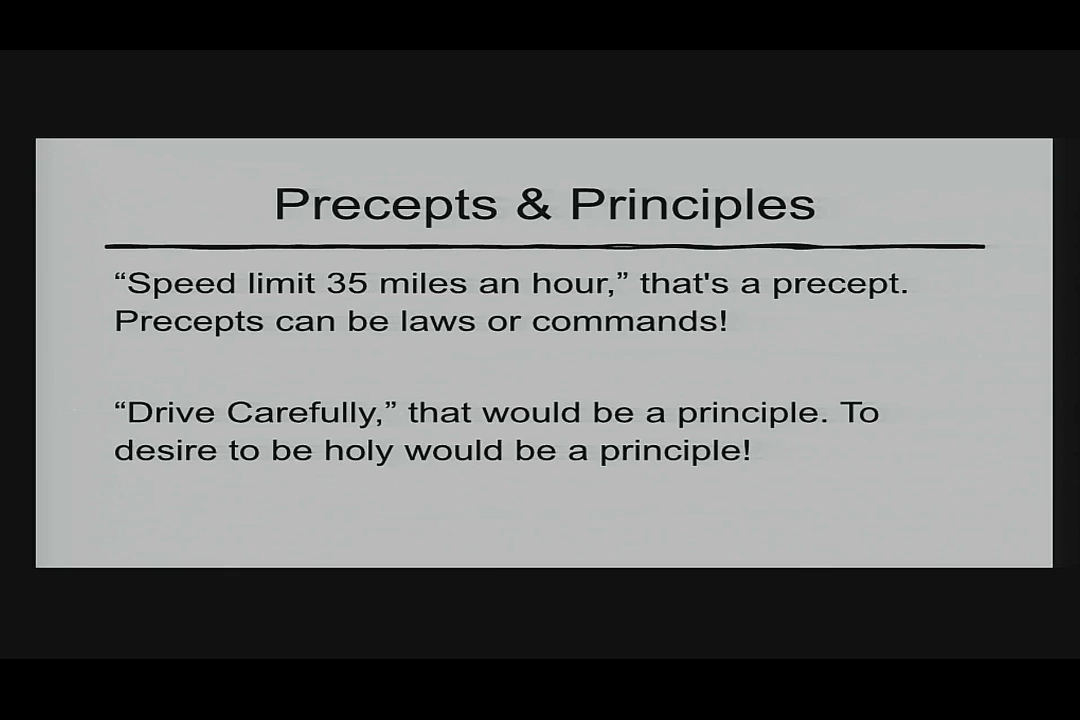 Precepts & Principles
“Speed limit 35 miles an hour,” that's a precept.
Precepts can be laws or commands!
“Drive Carefully,” that would be a principle. To
desire to be holy would be a principle!